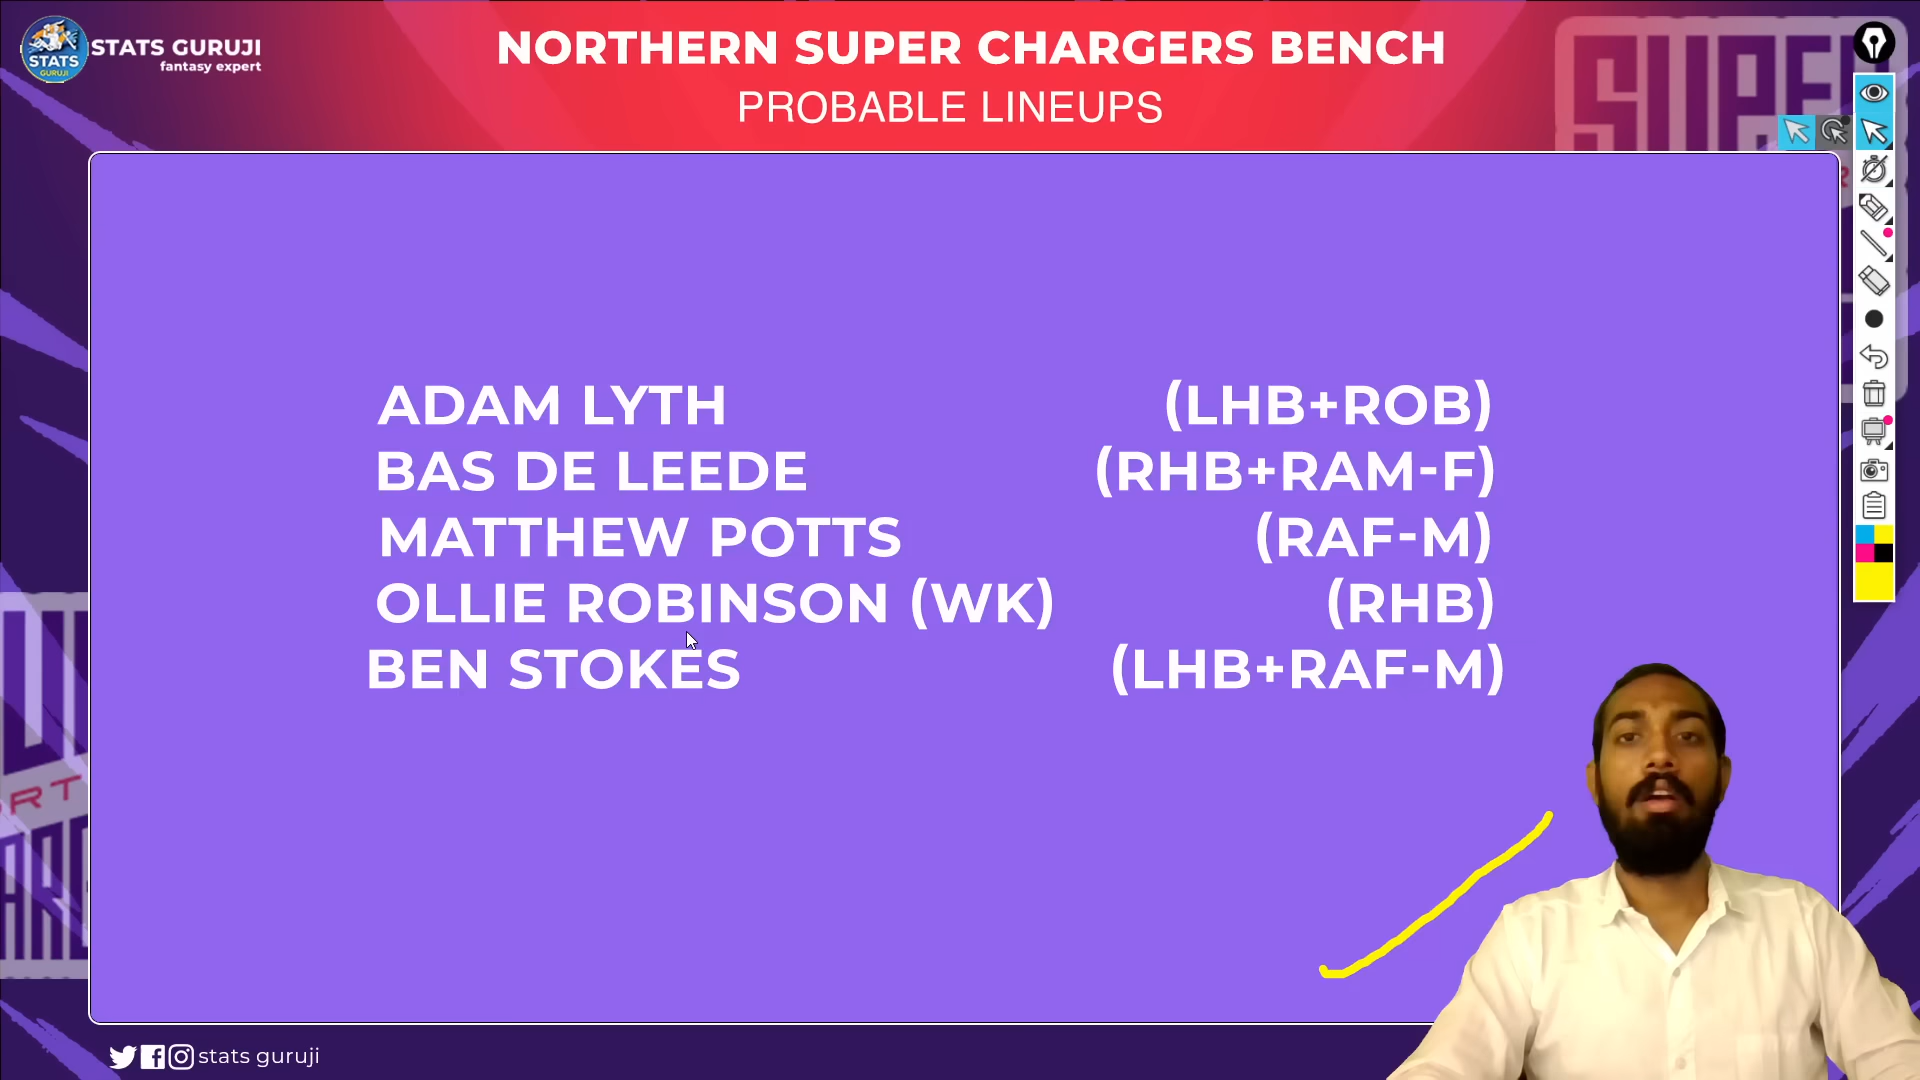 STATS GURUJI
fantasy expert
STATS
GURUJI
NORTHERN SUPER CHARGERS BENCH
PROBABLE LINEUPS
ADAM LYTH (LHB+ROB)
BAS DE LEEDE (RHB+RAM-F)
MATTHEW POTTS (RAF-M)
OLLIE ROBINSON (WK) (RHB)
BEN STOKES (LHB+RAF-M)
stats guruji